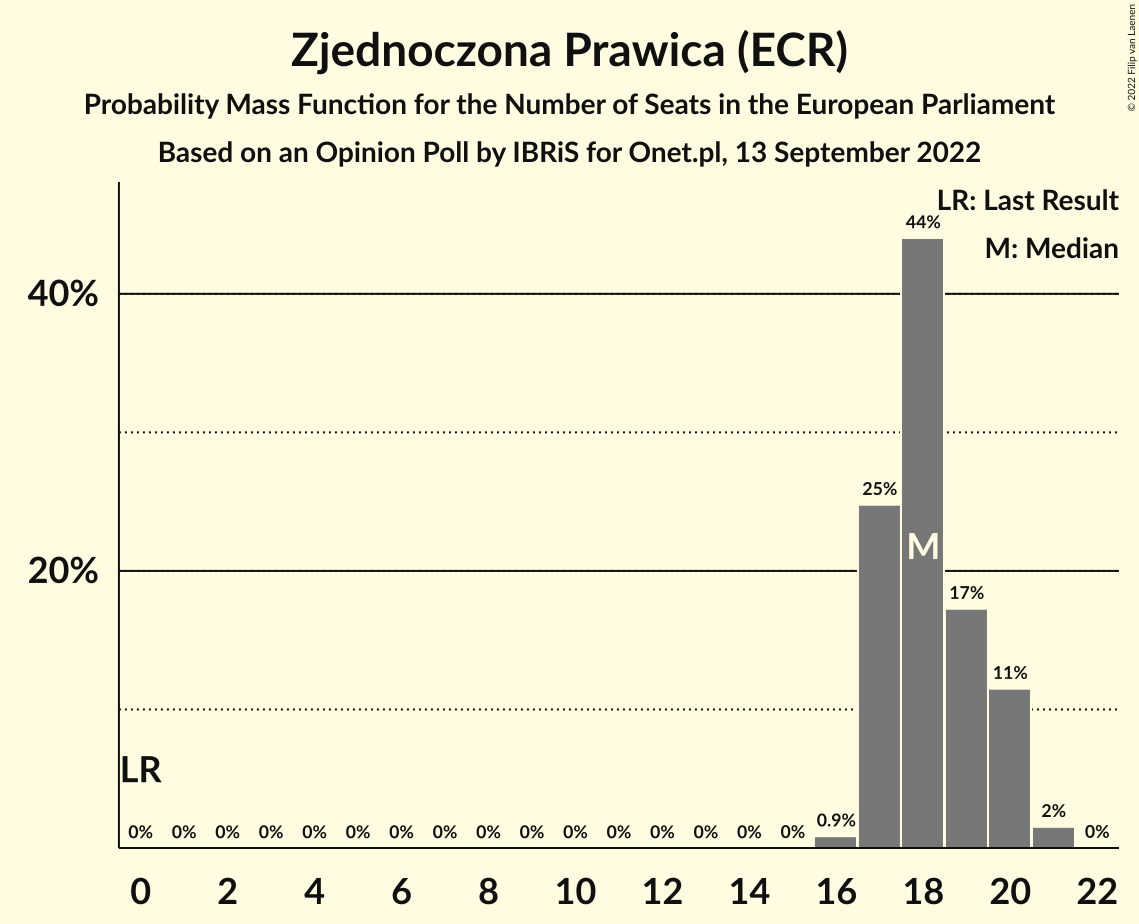 Zjednoczona Prawica (ECR)
Probability Mass Function for the Number of Seats in the European Parliament
Based on an Opinion Poll by IBRiS for Onet.pl, 13 September 2022
© 2022 Filip van Laenen
LR: Last Result
M: Median
40%
20%
LR
M
0% 0% 0% 0% 0% 0% 0% 0% 0% 0% 0% 0% 0% 0% 0% 0% 0.9% 25% 44% 17% 11% 2% 0%
0 2 4 6 8 10 12 14 16 18 20 22